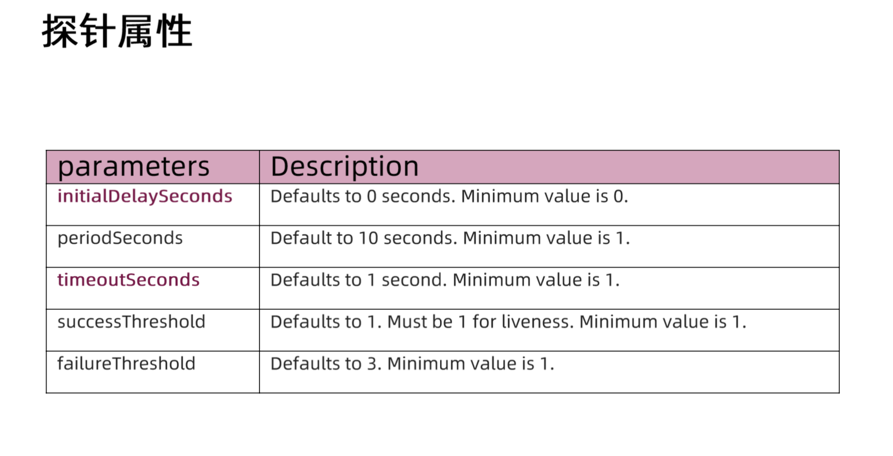 探针属性
parameters Description
initialDelaySeconds Defaults to 0 seconds. Minimum value is 0.
periodSeconds Default to 10 seconds. Minimum value is 1.
timeoutSeconds Defaults to 1 second. Minimum value is 1.
successThreshold Defaults to 1. Must be 1 for liveness. Minimum value is 1.
failureThreshold Defaults to 3. Minimum value is 1.